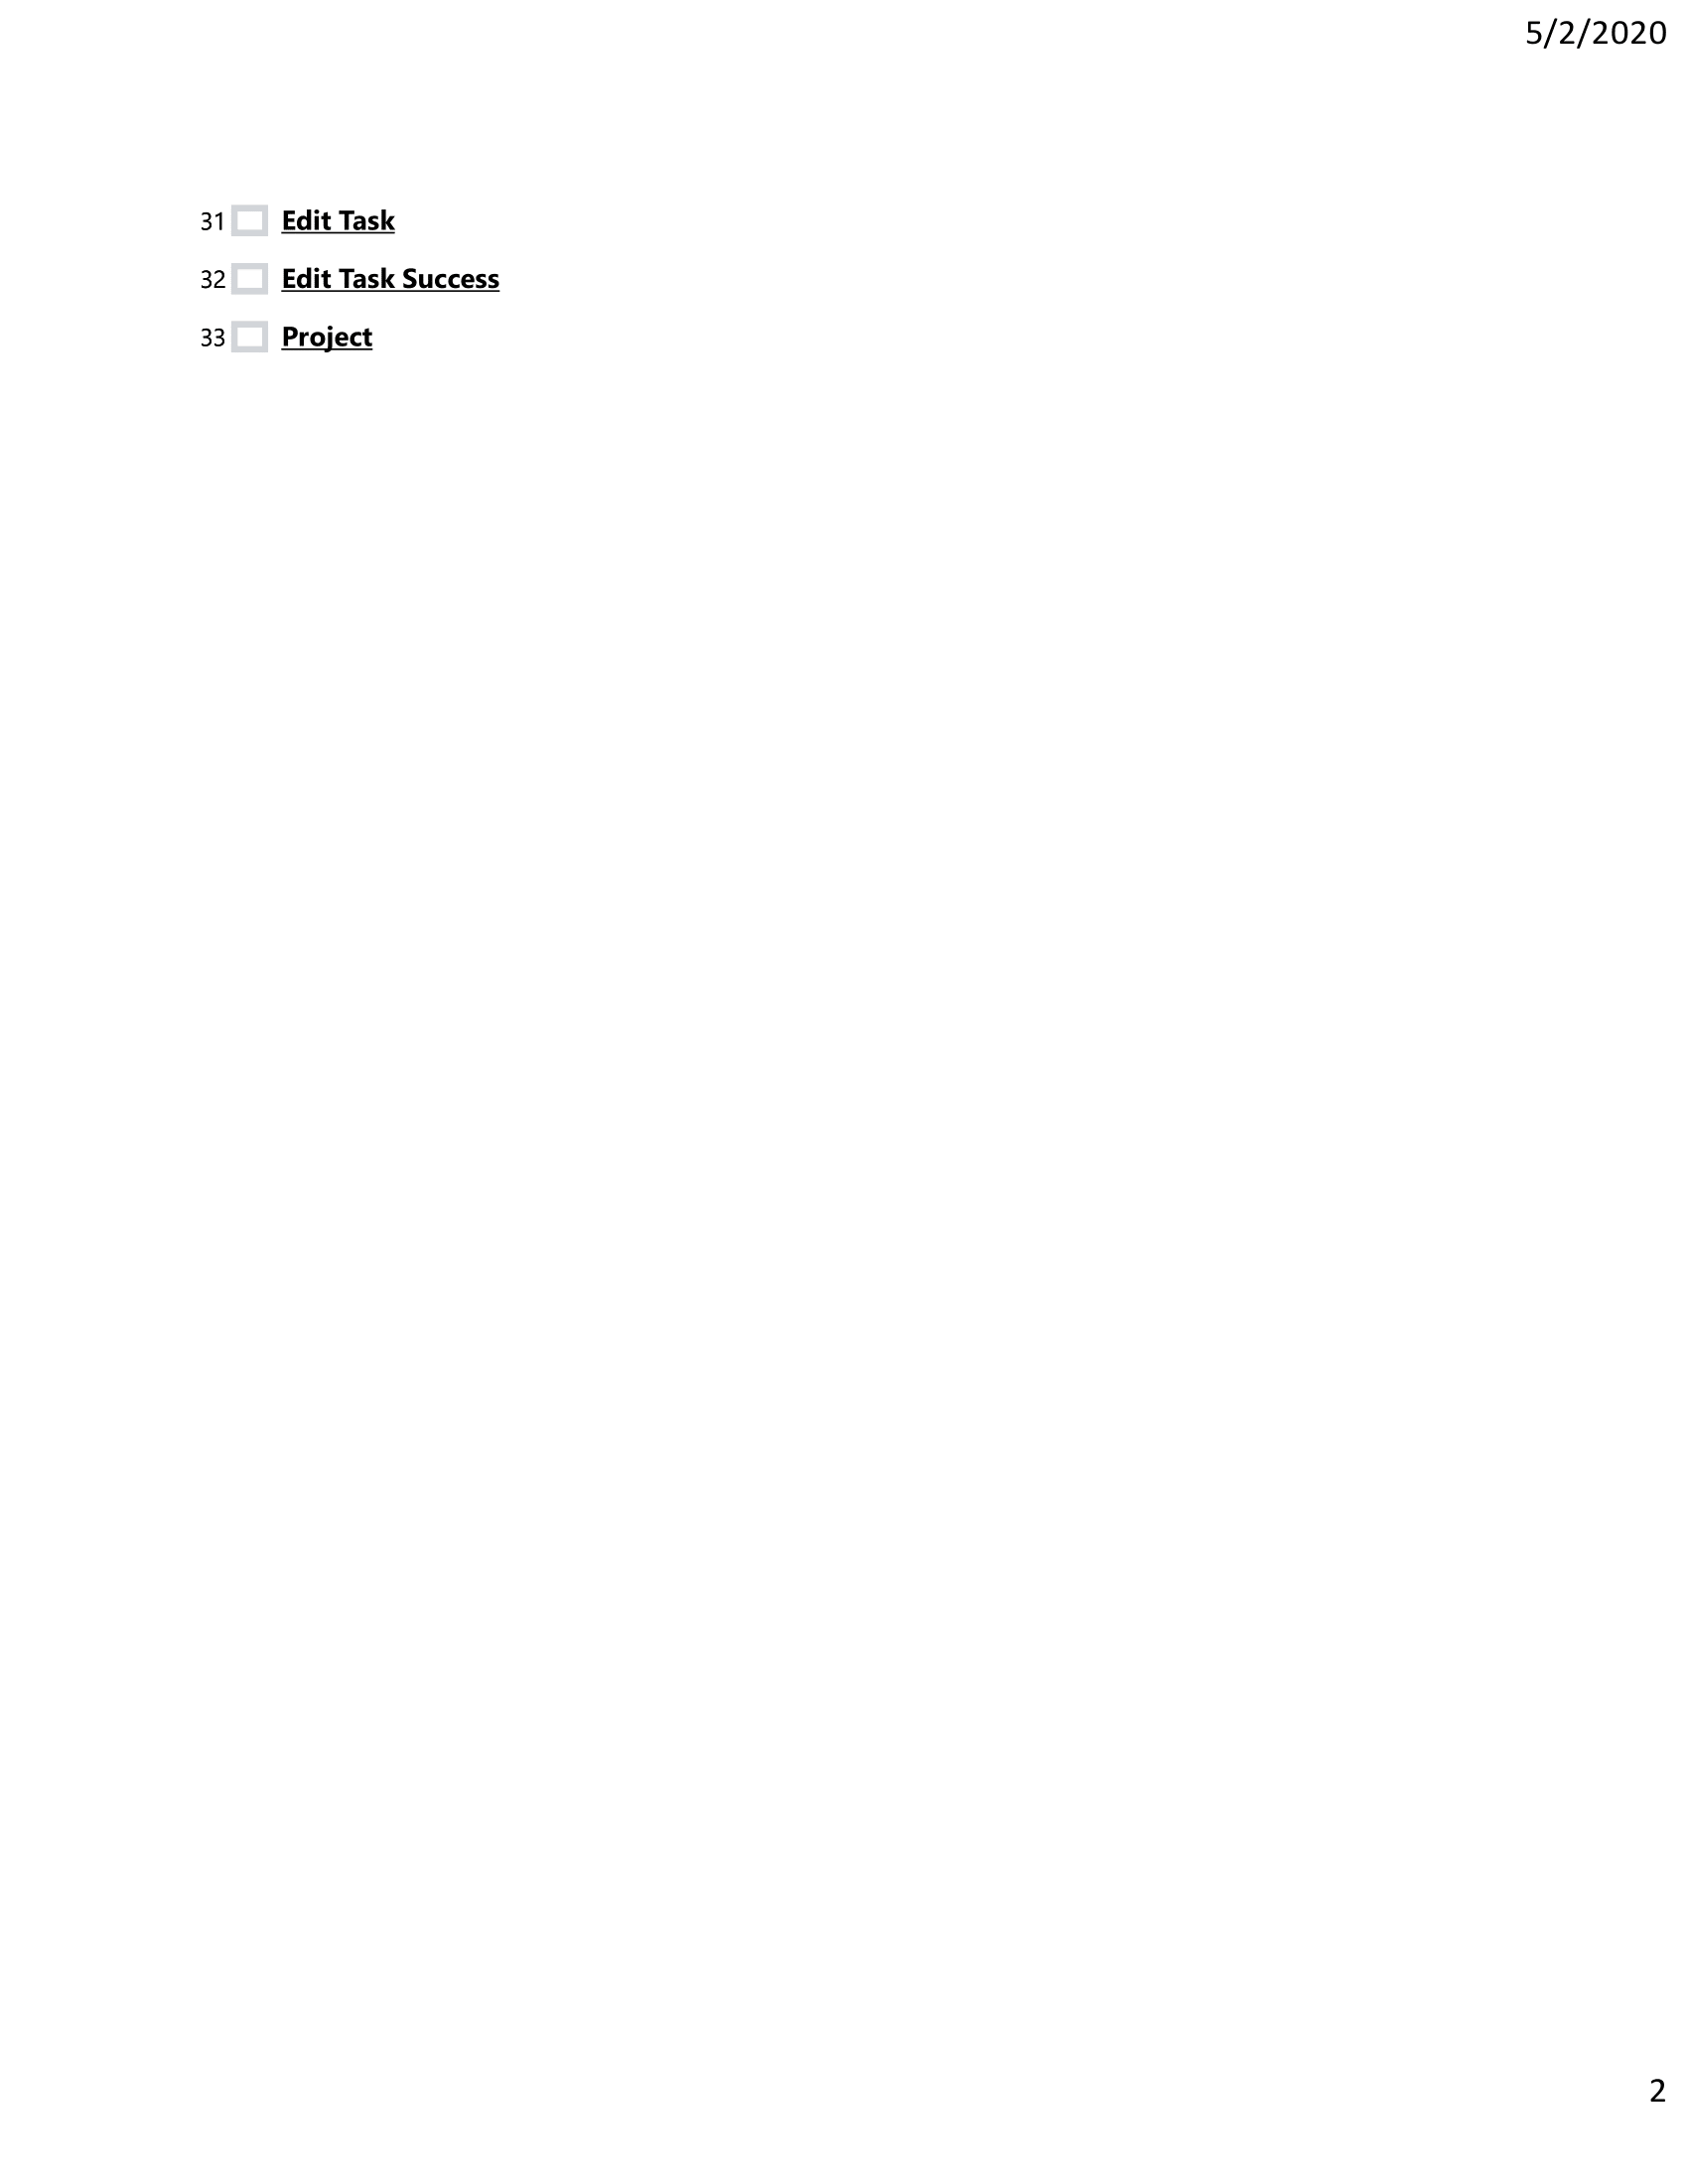 5/2/2020
31 Edit Task
32 Edit Task Success
33 Project
2